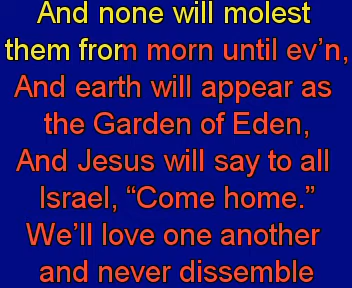 And none will molest
them from morn until ev’n,
And earth will appear as
the Garden of Eden,
And Jesus will say to all
Israel, “Come home.”
We’ll love one another
and never dissemble